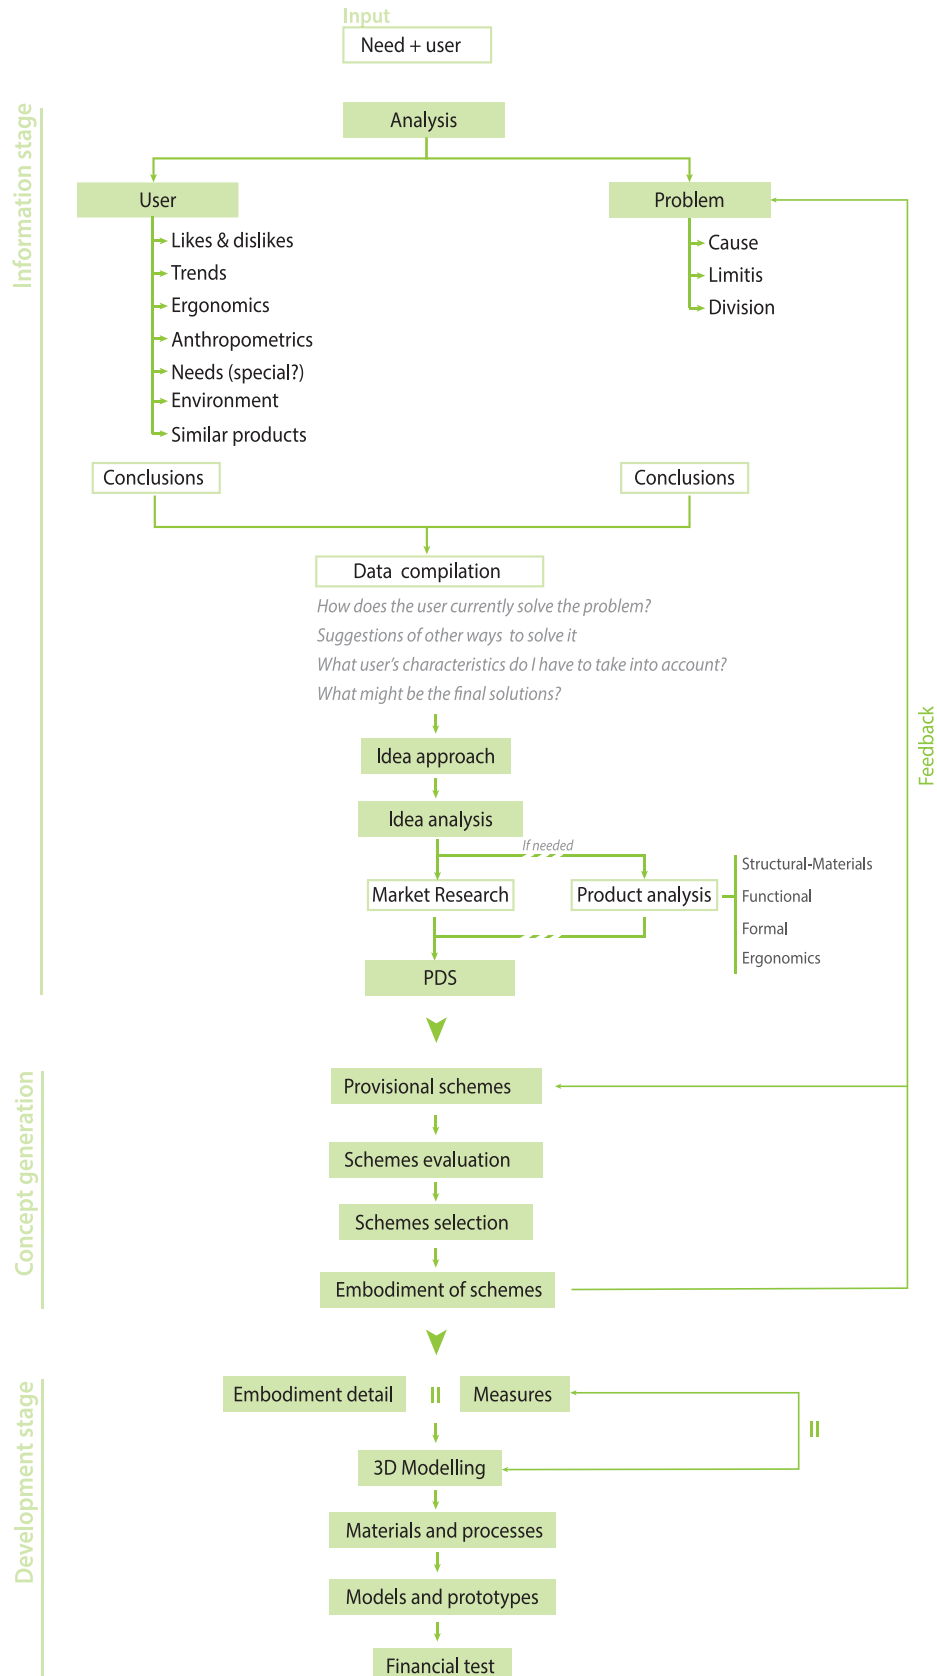 Input
Need + user
Information stage
Analysis
User
Problem
Likes & dislikes
Trends
Ergonomics
Anthropometrics
Needs (special?)
Environment
Similar products
Cause
Limitis
Division
Conclusions
Conclusions
Data compilation
How does the user currently solve the problem?
Suggestions of other ways to solve it
What user's characteristics do I have to take into account?
What might be the final solutions?
Feedback
Idea approach
Idea analysis
If needed
Market Research
Product analysis
Structural-Materials
Functional
Formal
Ergonomics
PDS
Concept generation
Provisional schemes
Schemes evaluation
Schemes selection
Embodiment of schemes
Development stage
Embodiment detail
Measures
3D Modelling
Materials and processes
Models and prototypes
Financial test